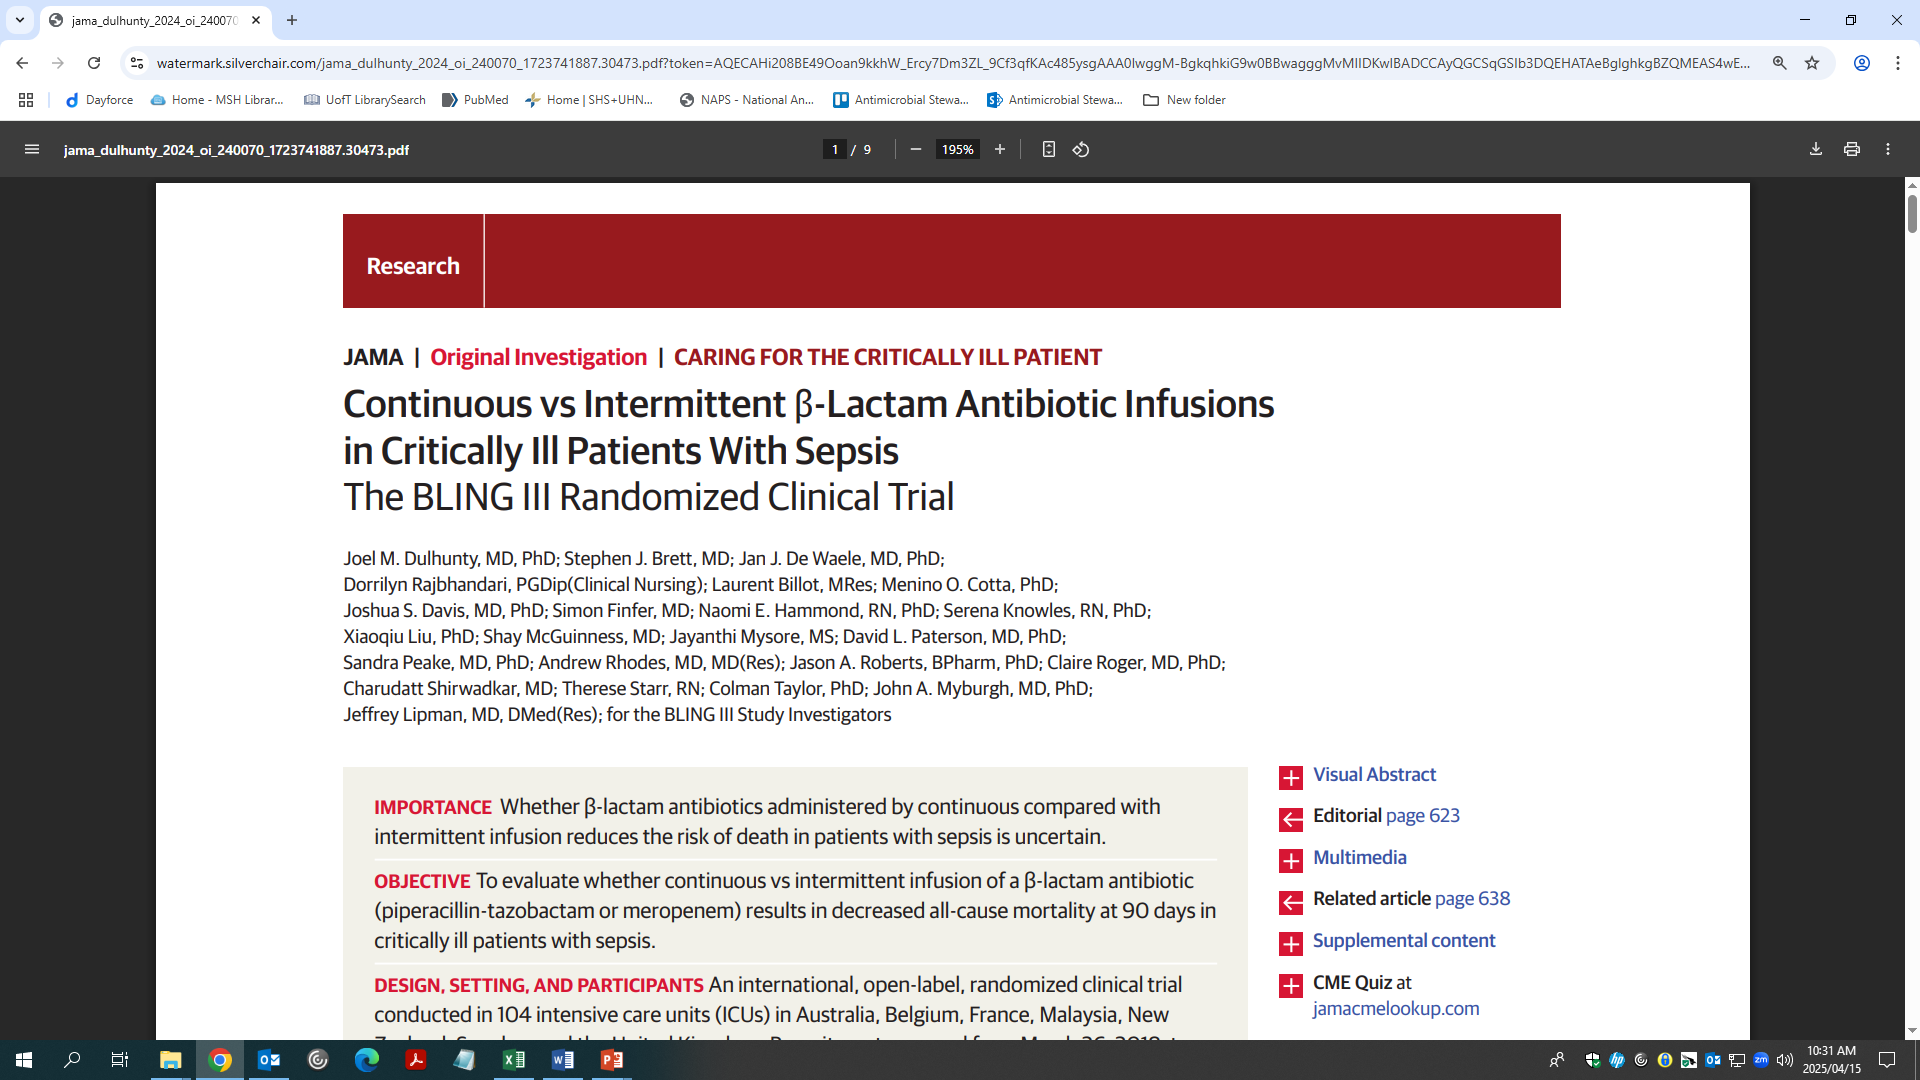 jama_dulhunty_2024_oi_240070
watermark.silverchair.com/jama_dulhunty_2024_oi_240070_1723741887.30473.pdf?token=AQECAHi208BE49Ooan9kkhW_Ercy7Dm3ZL_9Cf3qfKAc485ysgAAA0IwggM-BgkqhkiG9w0BBwagggMvMIIDKwIBADCCAyQGCSqGSIb3DQEHATAeBglghkgBZQMEAS4wE...
Dayforce
Home - MSH Librar...
UofT LibrarySearch
PubMed
Home | SHS+UHN...
NAPS - National An...
Antimicrobial Stewa...
Antimicrobial Stewa...
New folder
jama_dulhunty_2024_oi_240070_1723741887.30473.pdf
1 / 9
195%
Research
JAMA | Original Investigation | CARING FOR THE CRITICALLY ILL PATIENT
Continuous vs Intermittent β-Lactam Antibiotic Infusions
in Critically Ill Patients With Sepsis
The BLING III Randomized Clinical Trial
Joel M. Dulhunty, MD, PhD; Stephen J. Brett, MD; Jan J. De Waele, MD, PhD;
Dorrilyn Rajbhandari, PGDip(Clinical Nursing); Laurent Billot, MRes; Menino O. Cotta, PhD;
Joshua S. Davis, MD, PhD; Simon Finfer, MD; Naomi E. Hammond, RN, PhD; Serena Knowles, RN, PhD;
Xiaoqiu Liu, PhD; Shay McGuinness, MD; Jayanthi Mysore, MS; David L. Paterson, MD, PhD;
Sandra Peake, MD, PhD; Andrew Rhodes, MD, MD(Res); Jason A. Roberts, BPharm, PhD; Claire Roger, MD, PhD;
Charudatt Shirwadkar, MD; Therese Starr, RN; Colman Taylor, PhD; John A. Myburgh, MD, PhD;
Jeffrey Lipman, MD, DMed(Res); for the BLING III Study Investigators
IMPORTANCE Whether β-lactam antibiotics administered by continuous compared with
intermittent infusion reduces the risk of death in patients with sepsis is uncertain.
OBJECTIVE To evaluate whether continuous vs intermittent infusion of a β-lactam antibiotic
(piperacillin-tazobactam or meropenem) results in decreased all-cause mortality at 90 days in
critically ill patients with sepsis.
DESIGN, SETTING, AND PARTICIPANTS An international, open-label, randomized clinical trial
conducted in 104 intensive care units (ICUs) in Australia, Belgium, France, Malaysia, New
Visual Abstract
Editorial page 623
Multimedia
Related article page 638
Supplemental content
CME Quiz at
jamacmelookup.com
10:31 AM
2025/04/15